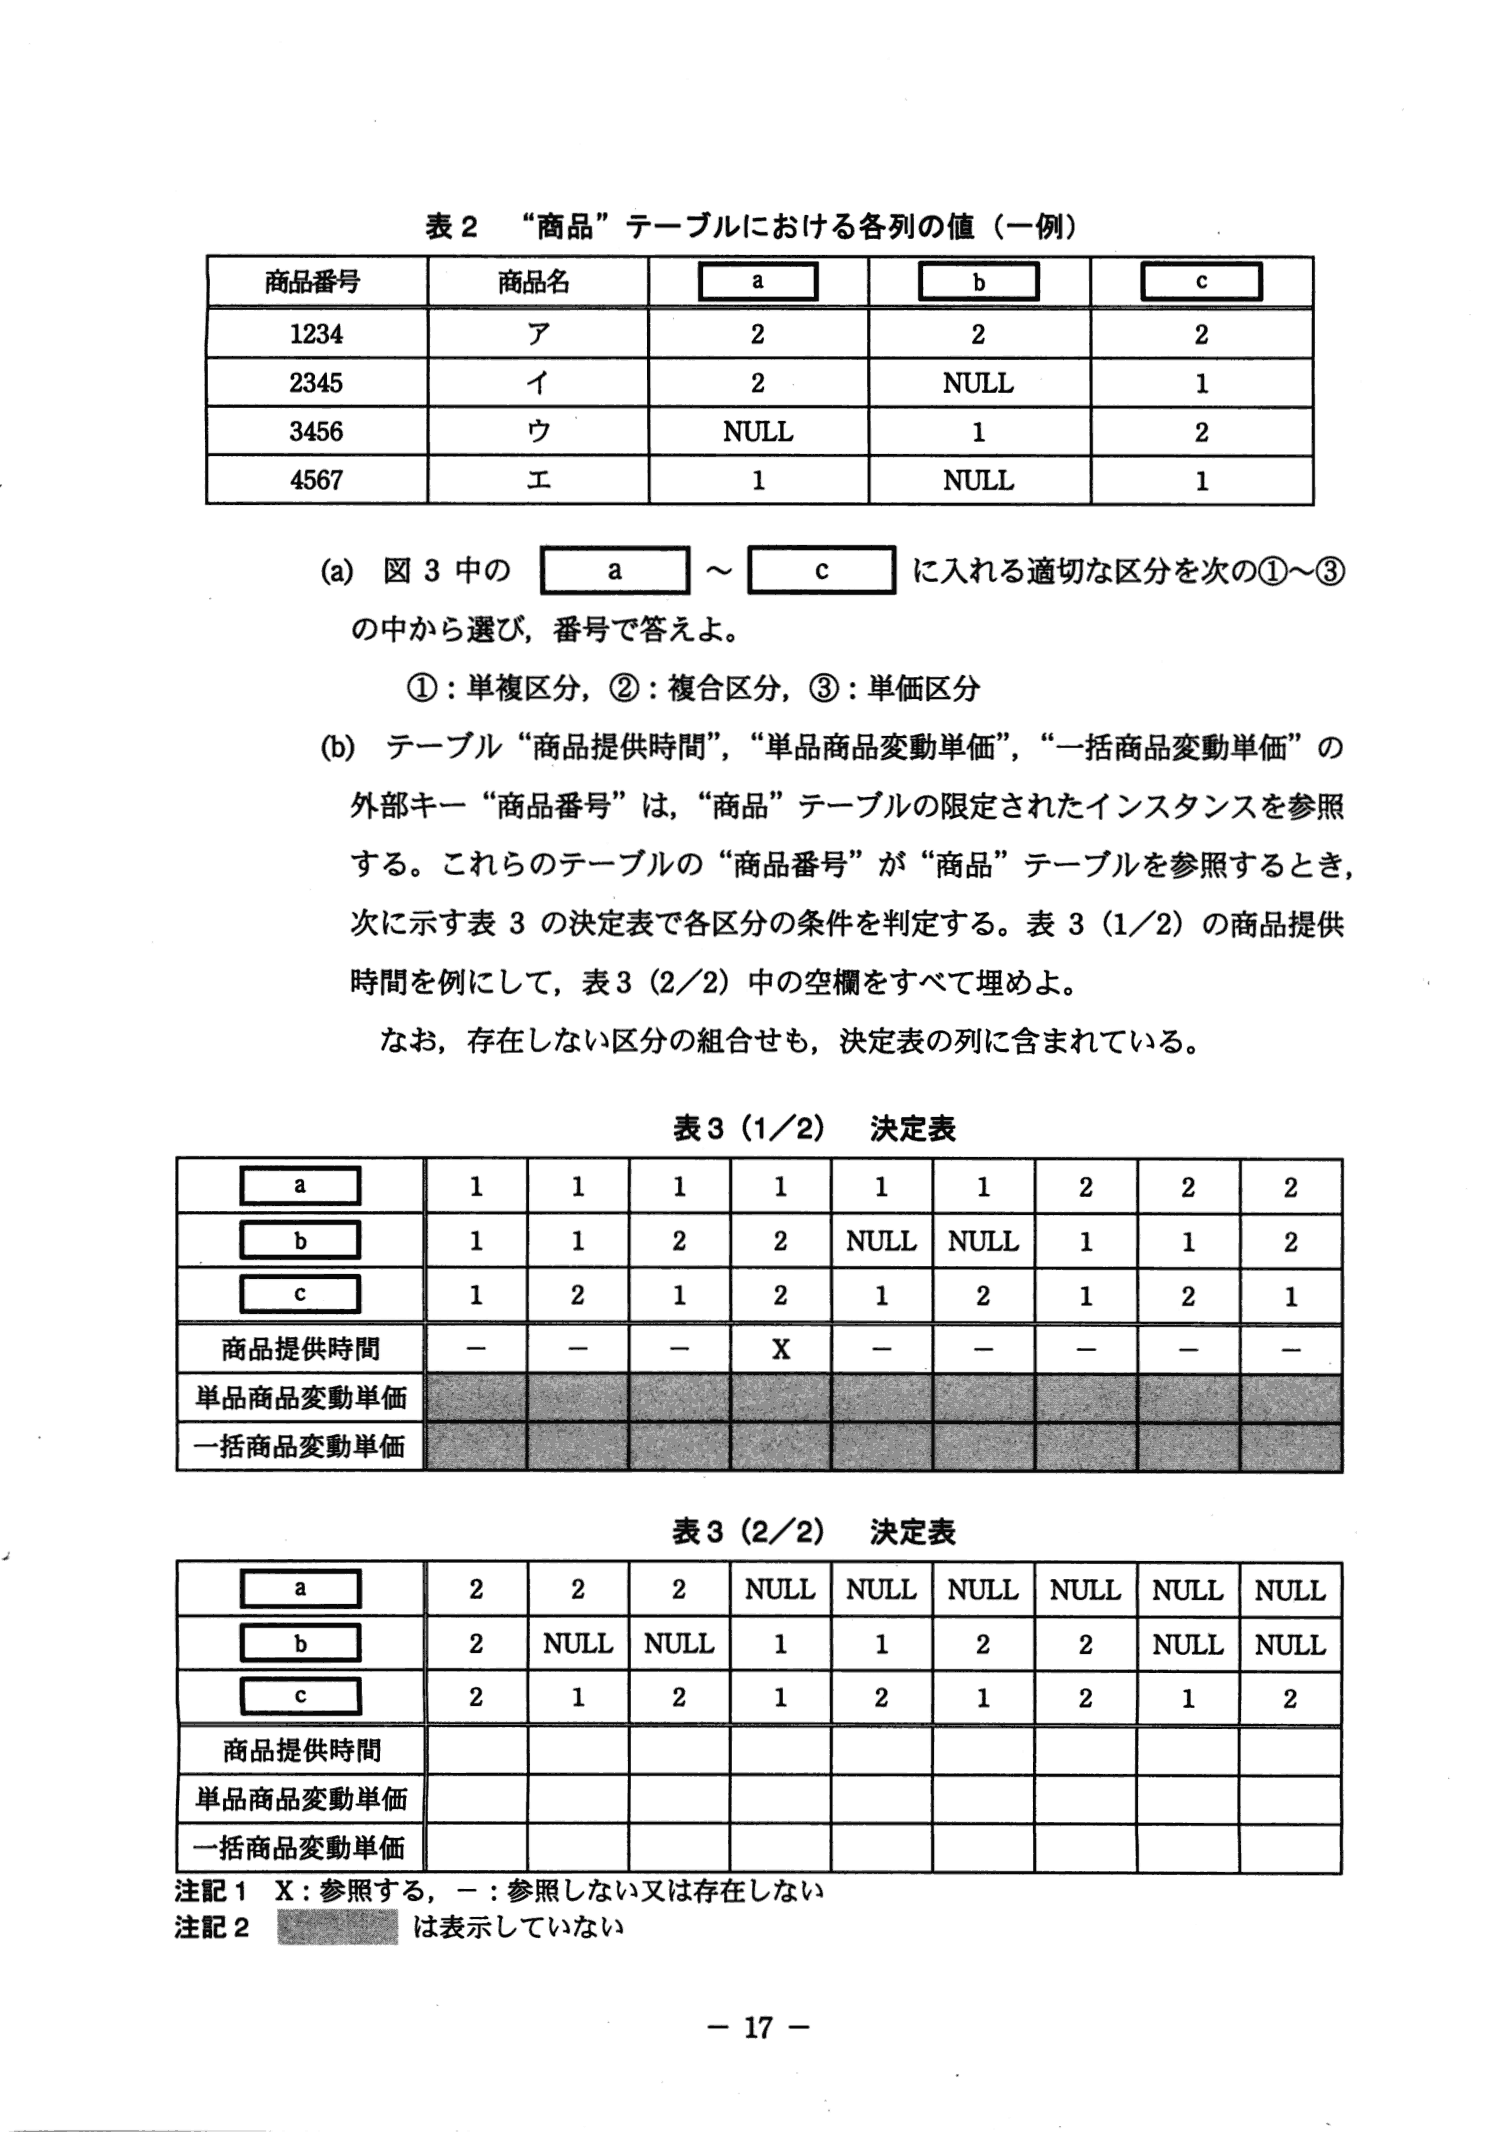 表2 “商品”テーブルにおける各列の値（一例）
商品番号 商品名 a b c
1234 ア 2 2 2
2345 イ 2 NULL 1
3456 ウ NULL 1 2
4567 エ 1 NULL 1
(a) 図3中の a ～ c に入れる適切な区分を次の①～③
の中から選び，番号で答えよ。
①：単複区分，②：複合区分，③：単価区分
(b) テーブル“商品提供時間”，“単品商品変動単価”，“一括商品変動単価”の
外部キー“商品番号”は，“商品”テーブルの限定されたインスタンスを参照
する。これらのテーブルの“商品番号”が“商品”テーブルを参照するとき，
次に示す表3の決定表で各区分の条件を判定する。表3（1／2）の商品提供
時間を例にして，表3（2／2）中の空欄をすべて埋めよ。
なお，存在しない区分の組合せも，決定表の列に含まれている。
表3（1／2） 決定表
a 1 1 1 1 1 1 2 2 2
b 1 1 2 2 NULL NULL 1 1 2
c 1 2 1 2 1 2 1 2 1
商品提供時間 － － － X － － － － －
単品商品変動単価
一括商品変動単価
表3（2／2） 決定表
a 2 2 2 NULL NULL NULL NULL NULL NULL
b 2 NULL NULL 1 1 2 2 NULL NULL
c 2 1 2 1 2 1 2 1 2
商品提供時間
単品商品変動単価
一括商品変動単価
注記1 X：参照する，－：参照しない又は存在しない
注記2 は表示していない
－ 17 －